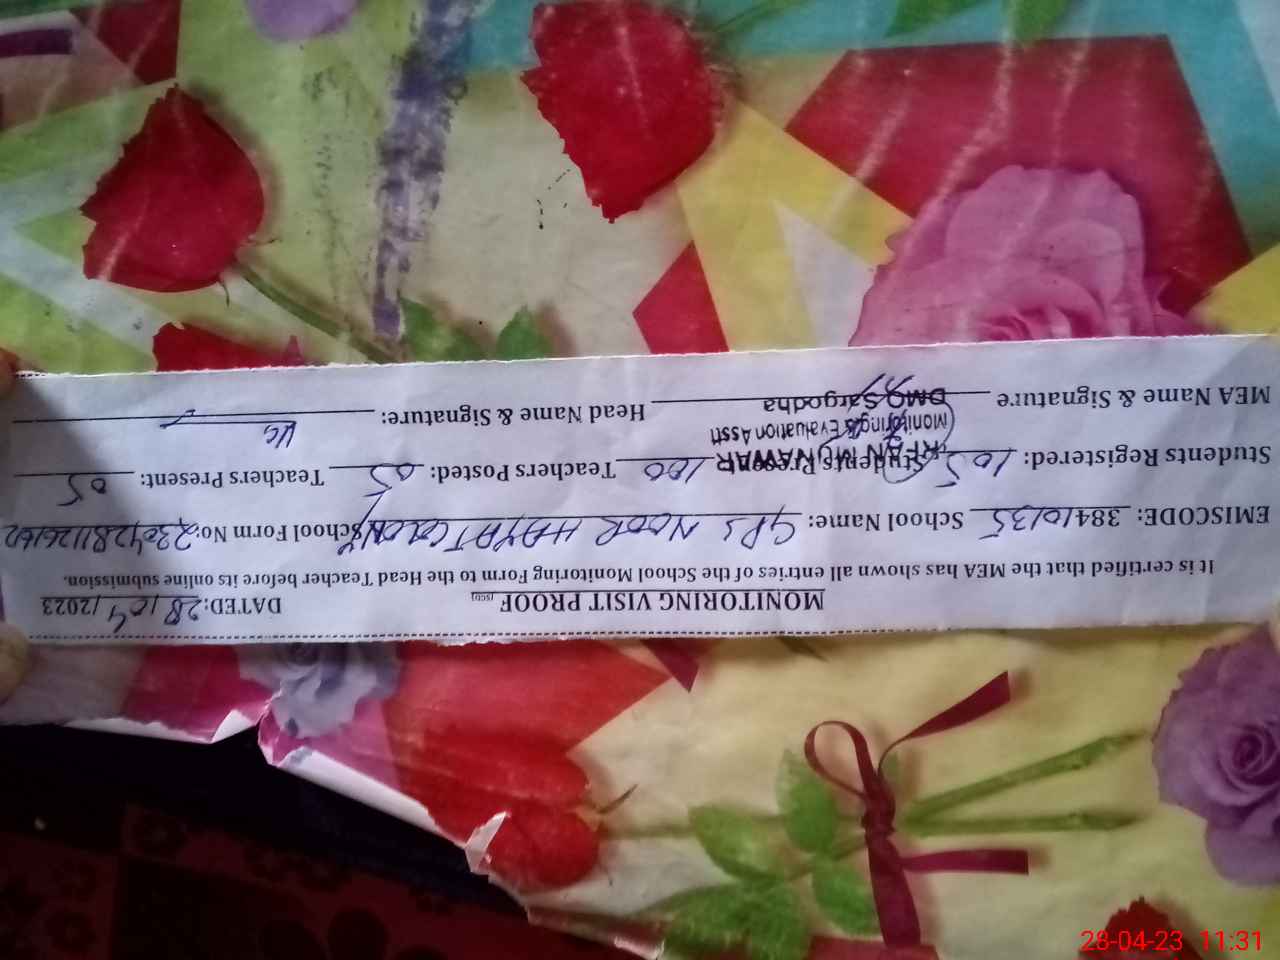 MONITORING VISIT PROOF (SCD) DATED: 28/04/2023
It is certified that the MEA has shown all entries of the School Monitoring Form to the Head Teacher before its online submission.
EMISCODE: 38410135 School Name: GPS NOOR HAYAT COLONY School Form No:
Students Registered: 105 Students Present: 100 Teachers Posted: 05 Teachers Present: 05
IRFAN MUNAWAR
Monitoring & Evaluation Asstt
DMO Sargodha
MEA Name & Signature Head Name & Signature:
28-04-23 11:31